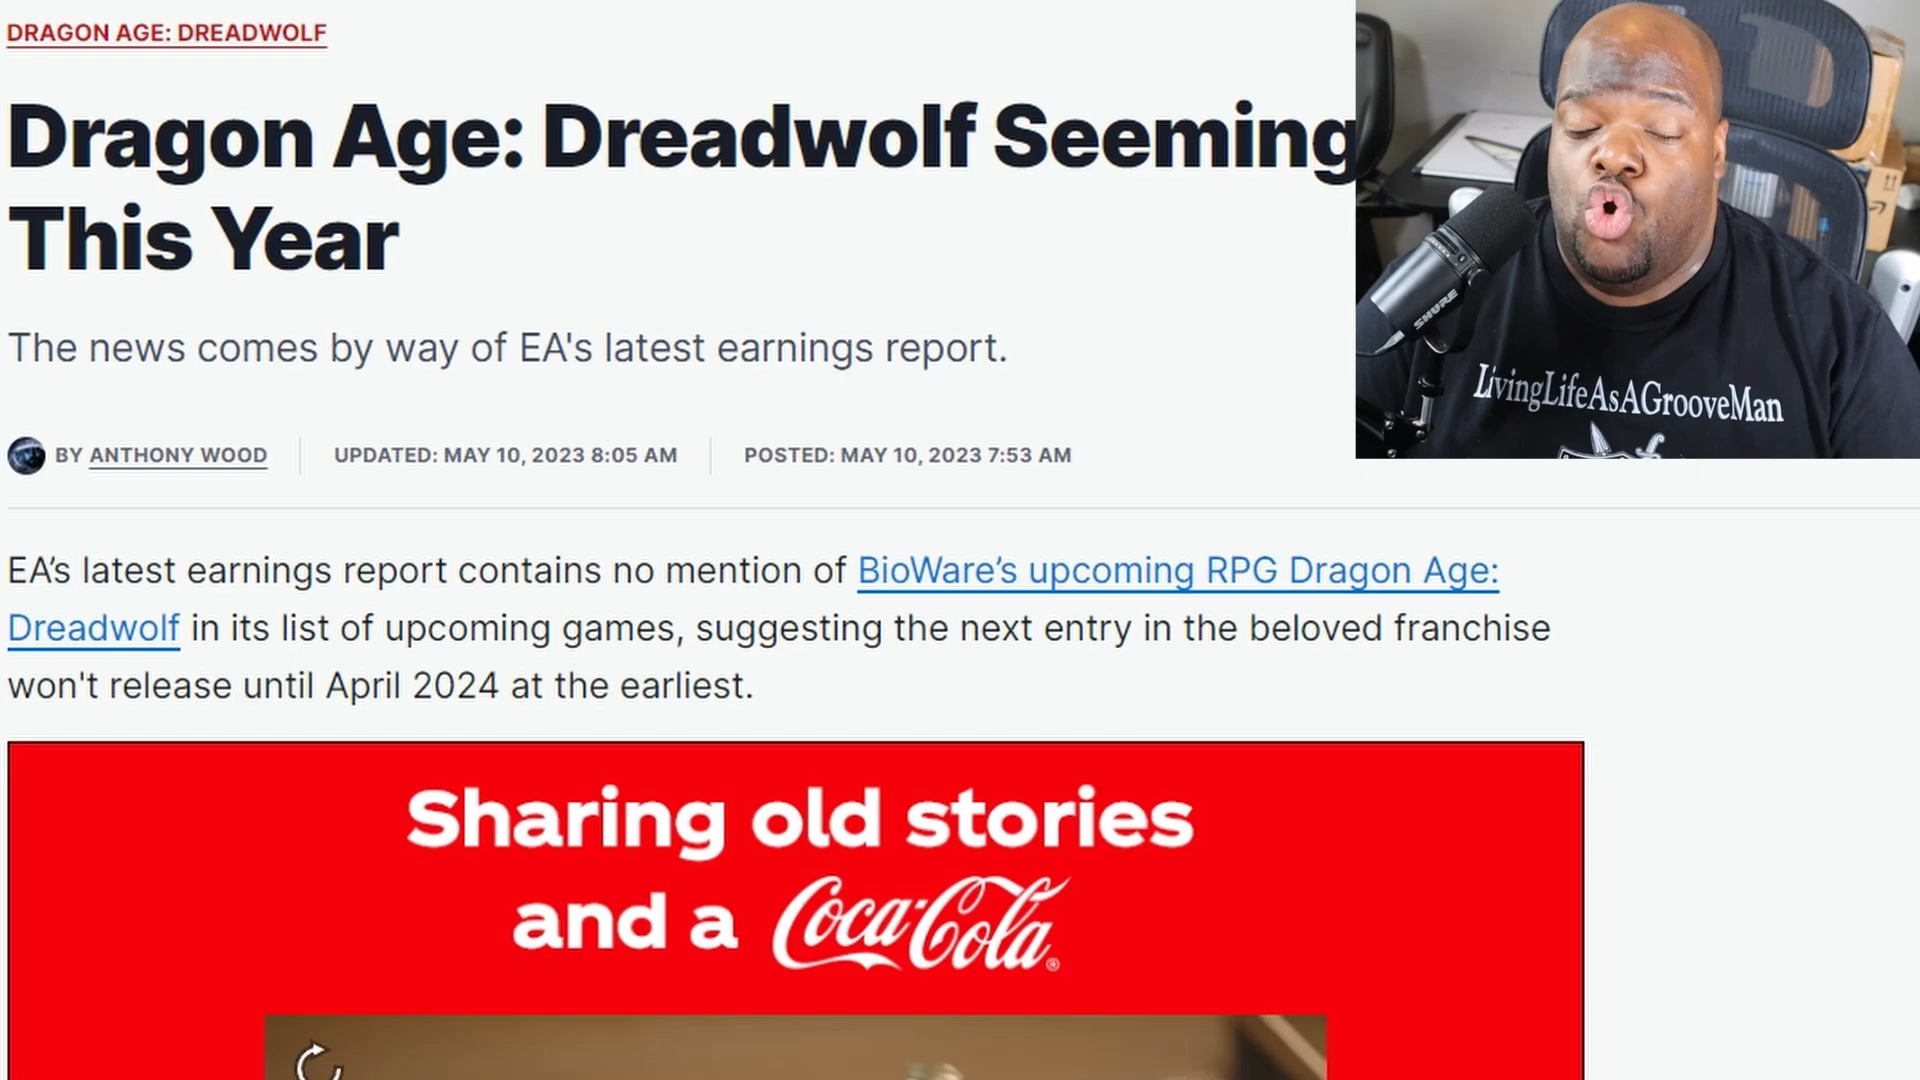 DRAGON AGE: DREADWOLF
Dragon Age: Dreadwolf Seeming
This Year
The news comes by way of EA's latest earnings report.
BY ANTHONY WOOD UPDATED: MAY 10, 2023 8:05 AM POSTED: MAY 10, 2023 7:53 AM
EA’s latest earnings report contains no mention of BioWare’s upcoming RPG Dragon Age:
Dreadwolf in its list of upcoming games, suggesting the next entry in the beloved franchise
won't release until April 2024 at the earliest.
Sharing old stories
and a Coca-Cola®
SHURE
LivingLifeAsAGrooveMan